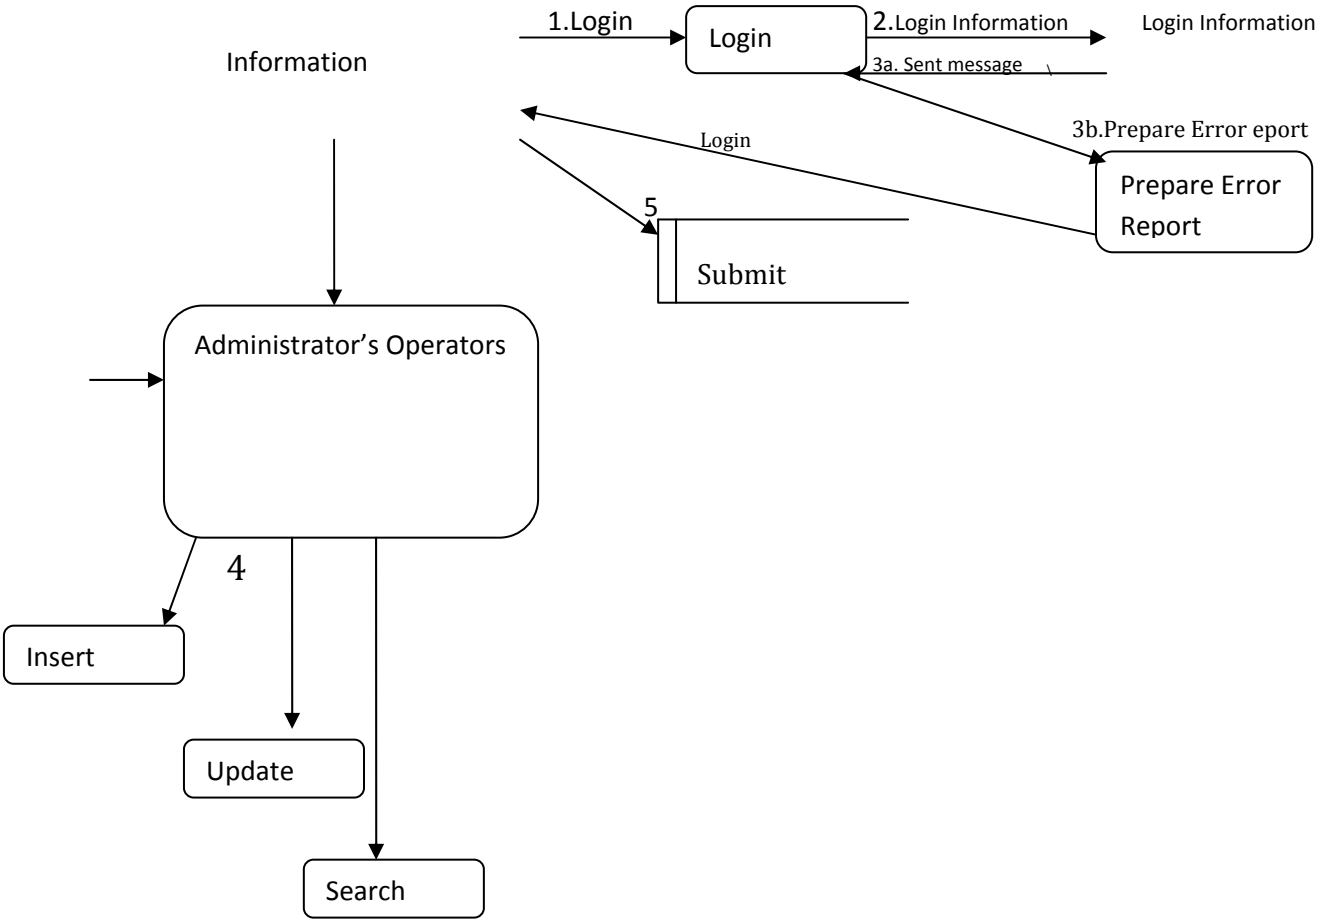 1.Login
Login
2.Login Information
Login Information
Information
3a. Sent message \
3b.Prepare Error eport
Login
Prepare Error
Report
5
Submit
Administrator’s Operators
4
Insert
Update
Search